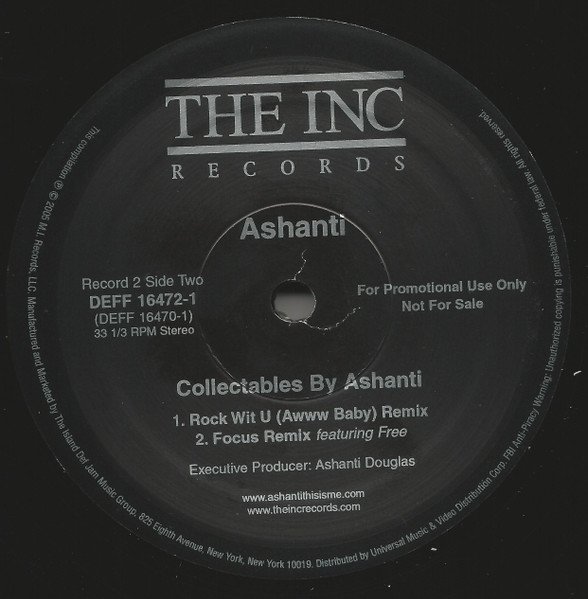 THE INC
RECORDS
Ashanti
Record 2 Side Two
DEFF 16472-1
(DEFF 16470-1)
33 1/3 RPM Stereo
For Promotional Use Only
Not For Sale
Collectables By Ashanti
1. Rock Wit U (Awww Baby) Remix
2. Focus Remix featuring Free
Executive Producer: Ashanti Douglas
www.ashantithisisme.com
www.theincrecords.com
This compilation ℗ © 2005 M.I. Records, LLC. Manufactured and Marketed by The Island Def Jam Music Group, 825 Eighth Avenue, New York, New York 10019. Distributed by Universal Music & Video Distribution Corp. FBI Anti-Piracy Warning: Unauthorized copying is punishable under federal law. All rights reserved.